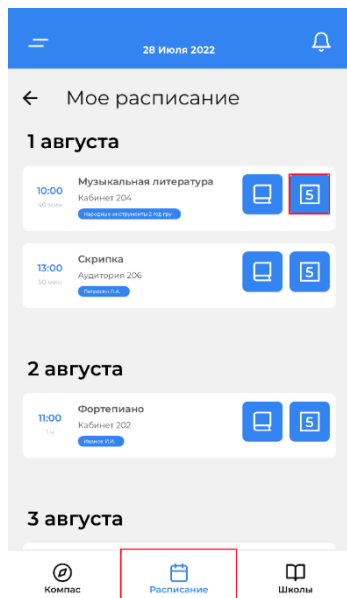 28 Июля 2022
Мое расписание
1 августа
10:00
40 мин
Музыкальная литература
Кабинет 204
Народные инструменты 2 год гру
5
13:00
50 мин
Скрипка
Аудитория 206
5
2 августа
11:00
1 ч
Фортепиано
Кабинет 202
Иванов И.И.
5
3 августа
Компас
Расписание
Школы